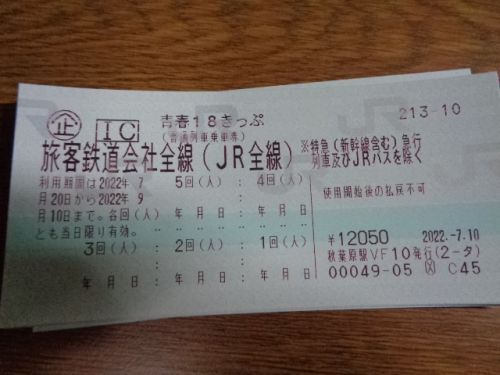 企 IC 青春18きっぷ 213-10
(普通列車乗車券)
旅客鉄道会社全線(JR全線) ※特急(新幹線含む)急行
列車及びJRバスを除く
利用期間は2022年 7
月20日から2022年 9
月10日まで。各回(人)
とも当日限り有効。
5回(人) : 4回(人) :
年 月 日 : 年 月 日 :
3回(人) : 2回(人) : 1回(人) :
年 月 日 : 年 月 日 : 年 月 日 :
使用開始後の払戻不可
¥12050 2022.-7.10
秋葉原駅VF10発行(2-タ)
00049-05 (X) C45